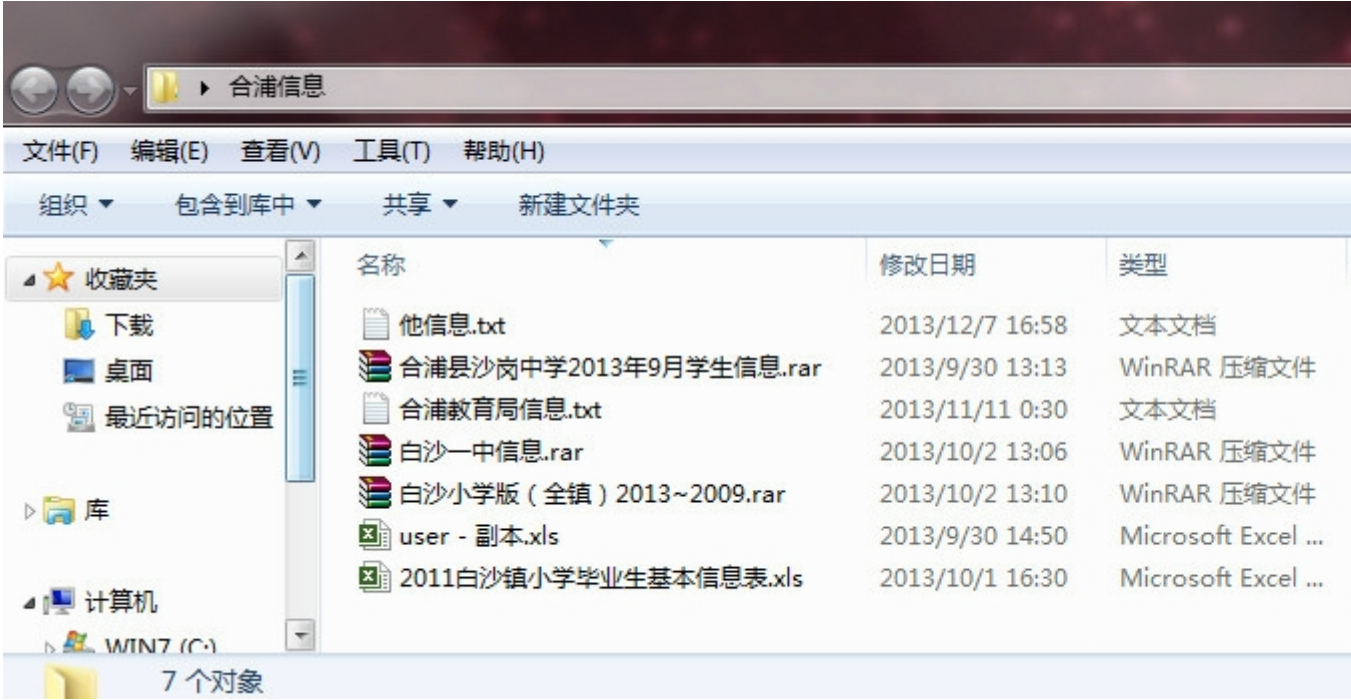 合浦信息
文件(F) 编辑(E) 查看(V) 工具(T) 帮助(H)
组织 包含到库中 共享 新建文件夹
收藏夹
下载
桌面
最近访问的位置
库
计算机
WIN7 (C:)
名称 修改日期 类型
他信息.txt 2013/12/7 16:58 文本文档
合浦县沙岗中学2013年9月学生信息.rar 2013/9/30 13:13 WinRAR 压缩文件
合浦教育局信息.txt 2013/11/11 0:30 文本文档
白沙一中信息.rar 2013/10/2 13:06 WinRAR 压缩文件
白沙小学版（全镇）2013~2009.rar 2013/10/2 13:10 WinRAR 压缩文件
user - 副本.xls 2013/9/30 14:50 Microsoft Excel ...
2011白沙镇小学毕业生基本信息表.xls 2013/10/1 16:30 Microsoft Excel ...
7 个对象